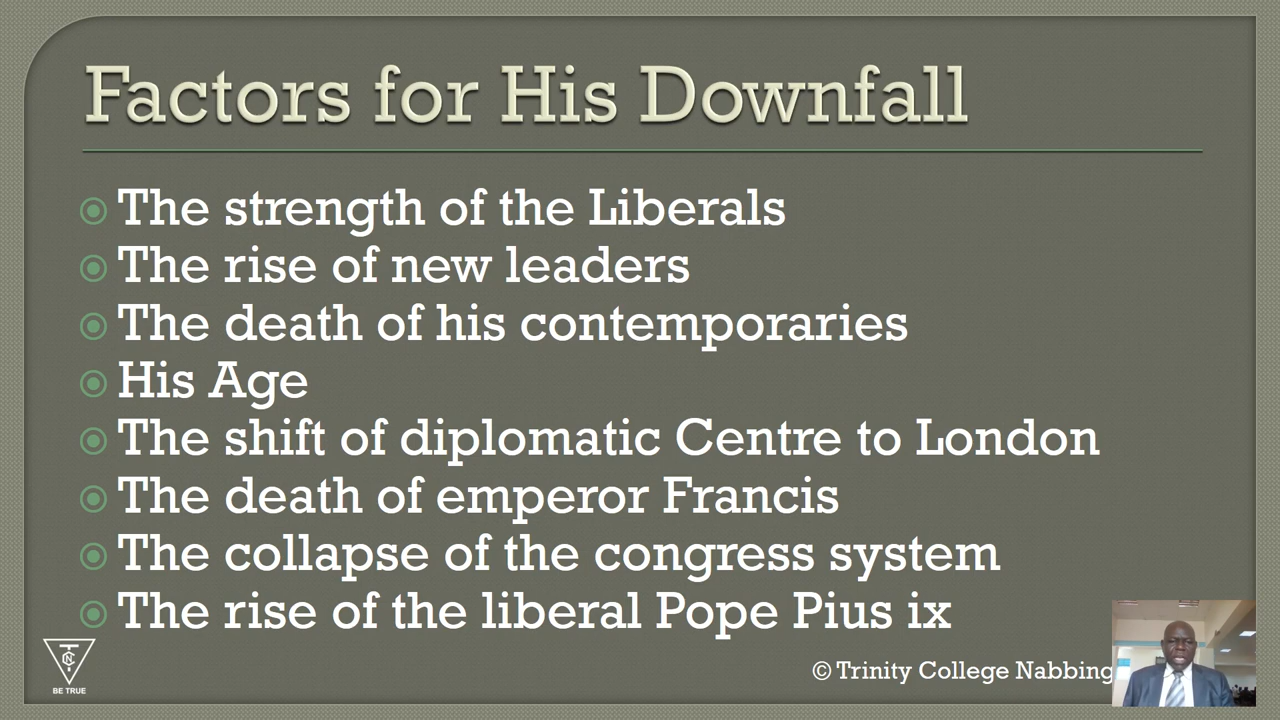 Factors for His Downfall
The strength of the Liberals
The rise of new leaders
The death of his contemporaries
His Age
The shift of diplomatic Centre to London
The death of emperor Francis
The collapse of the congress system
The rise of the liberal Pope Pius ix
BE TRUE
© Trinity College Nabbing